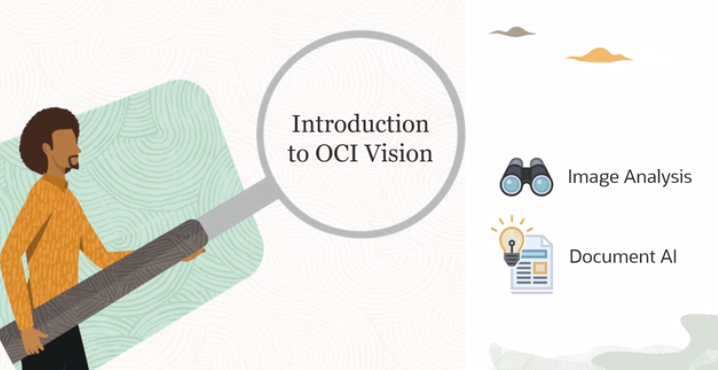 Introduction
to OCI Vision
Image Analysis
Document AI